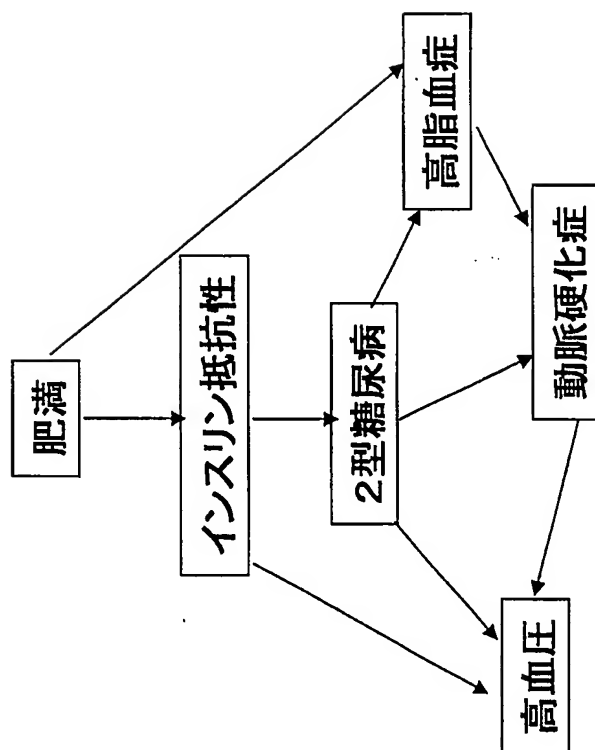 肥満
インスリン抵抗性
2型糖尿病
高脂血症
動脈硬化症
高血圧